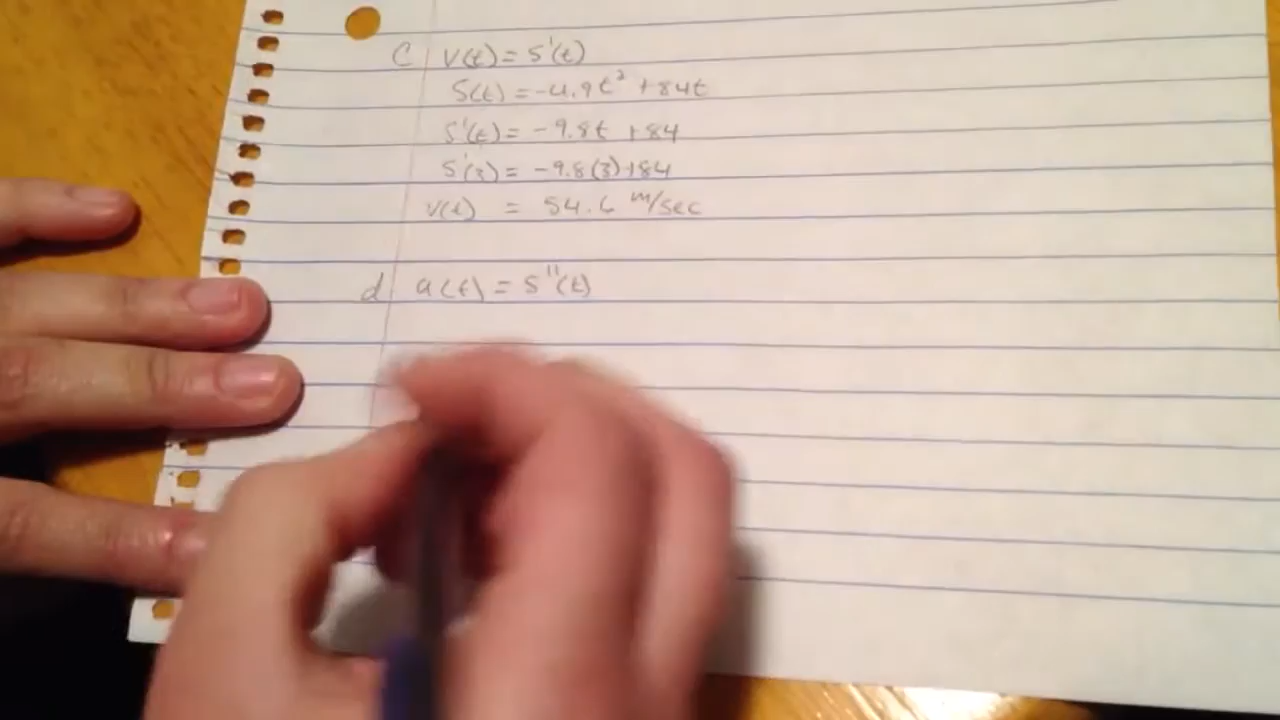 C v(t) = s'(t)
s(t) = -4.9t² + 84t
s'(t) = -9.8t + 84
s'(3) = -9.8(3)+84
v(t) = 54.6 m/sec
d a(t) = s''(t)